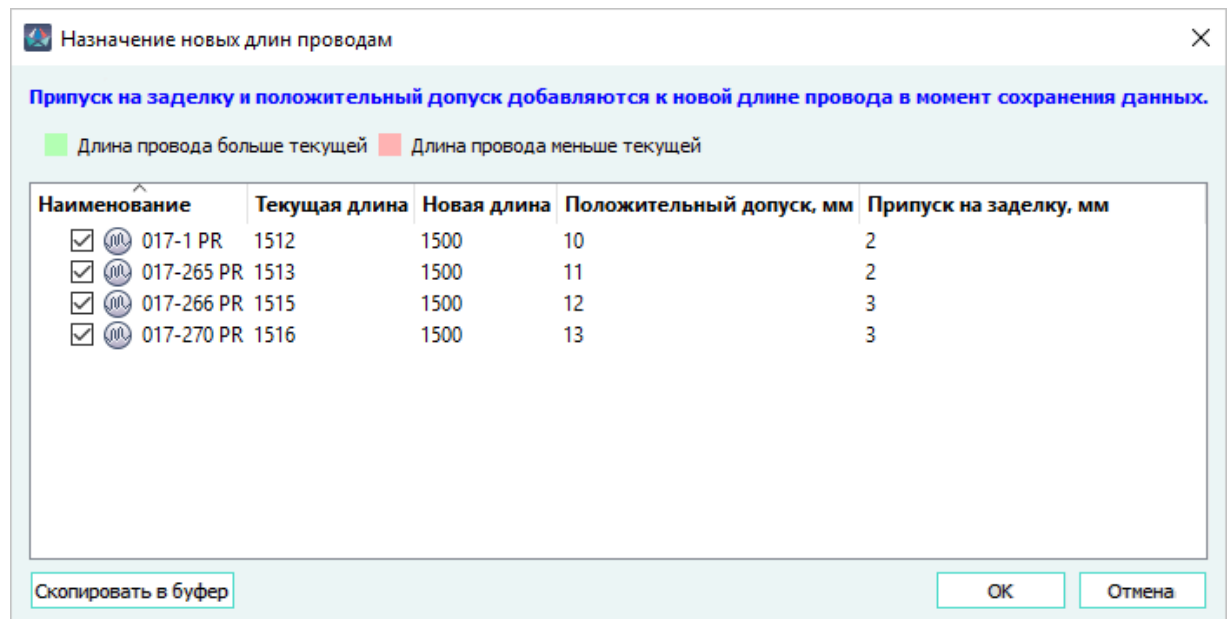 Назначение новых длин проводам
Припуск на заделку и положительный допуск добавляются к новой длине провода в момент сохранения данных.
Длина провода больше текущей Длина провода меньше текущей
Наименование Текущая длина Новая длина Положительный допуск, мм Припуск на заделку, мм
017-1 PR 1512 1500 10 2
017-265 PR 1513 1500 11 2
017-266 PR 1515 1500 12 3
017-270 PR 1516 1500 13 3
Скопировать в буфер ОК Отмена